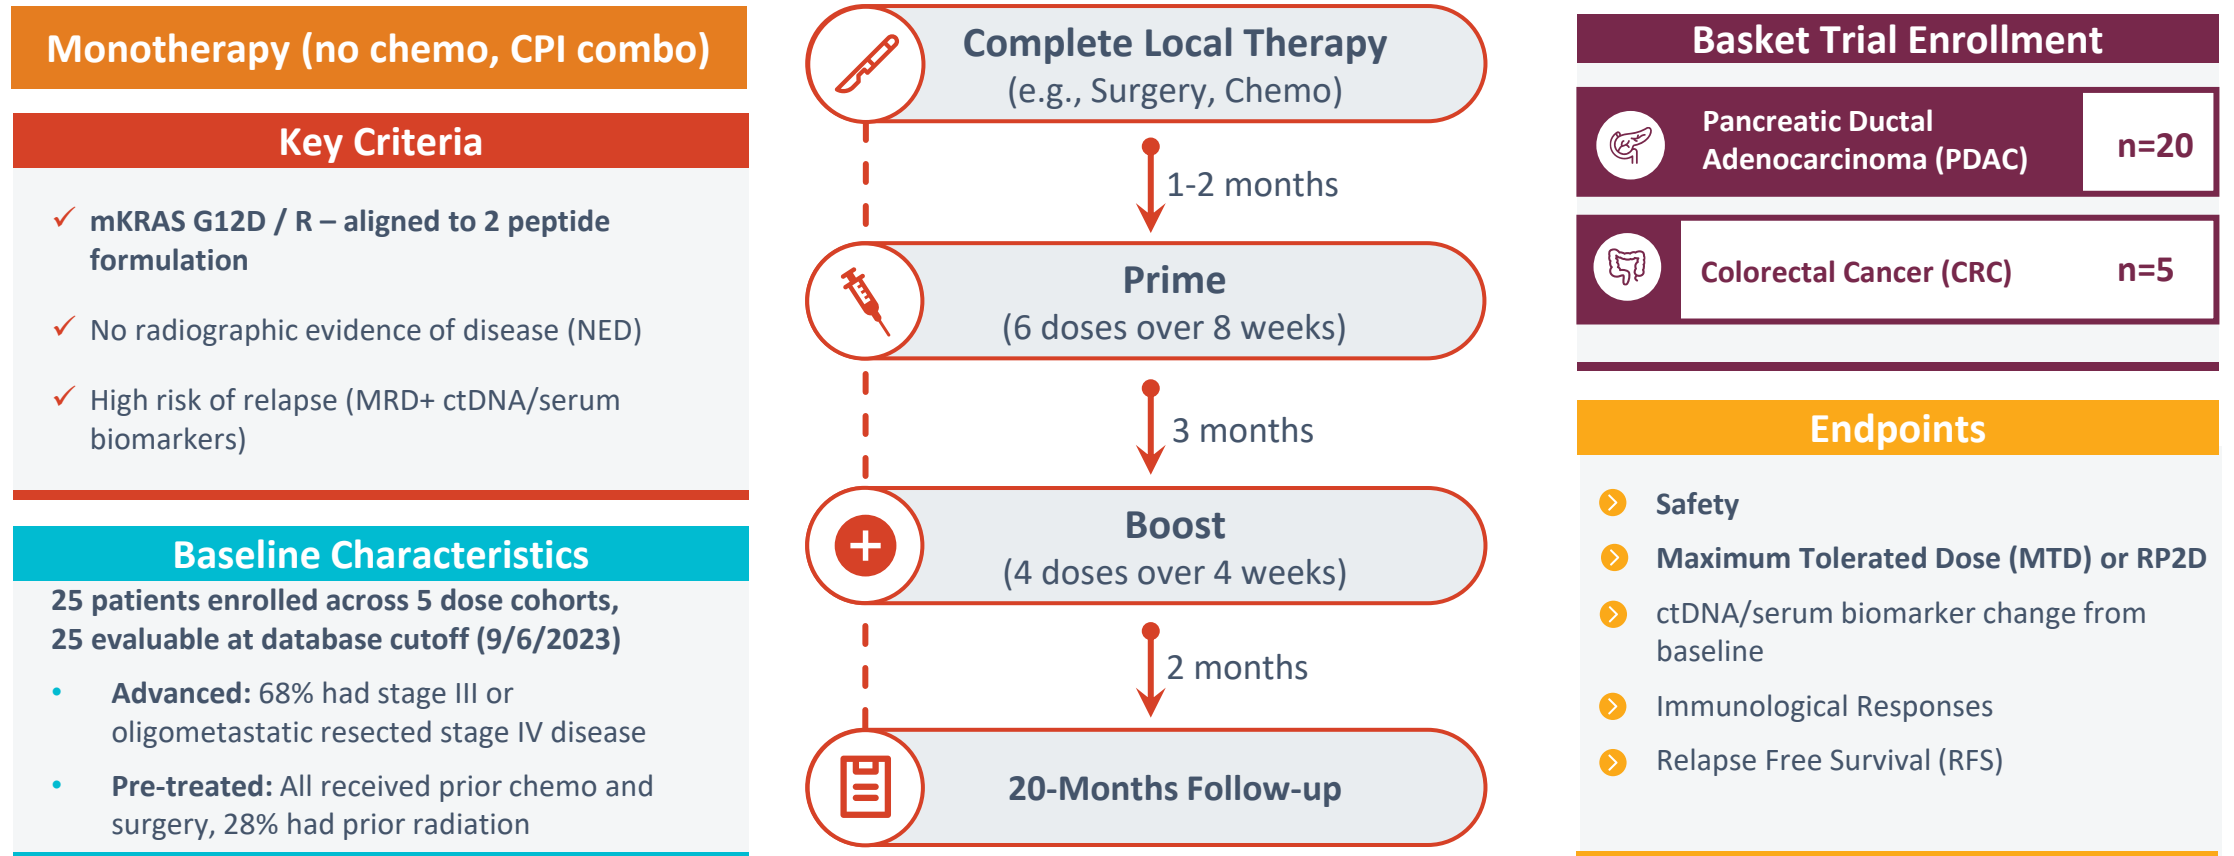 Monotherapy (no chemo, CPI combo)
Key Criteria
✓ mKRAS G12D / R – aligned to 2 peptide
formulation
✓ No radiographic evidence of disease (NED)
✓ High risk of relapse (MRD+ ctDNA/serum
biomarkers)
Baseline Characteristics
25 patients enrolled across 5 dose cohorts,
25 evaluable at database cutoff (9/6/2023)
• Advanced: 68% had stage III or
oligometastatic resected stage IV disease
• Pre-treated: All received prior chemo and
surgery, 28% had prior radiation
Complete Local Therapy
(e.g., Surgery, Chemo)
1-2 months
Prime
(6 doses over 8 weeks)
3 months
Boost
(4 doses over 4 weeks)
2 months
20-Months Follow-up
Basket Trial Enrollment
Pancreatic Ductal
Adenocarcinoma (PDAC)
n=20
Colorectal Cancer (CRC)
n=5
Endpoints
Safety
Maximum Tolerated Dose (MTD) or RP2D
ctDNA/serum biomarker change from
baseline
Immunological Responses
Relapse Free Survival (RFS)